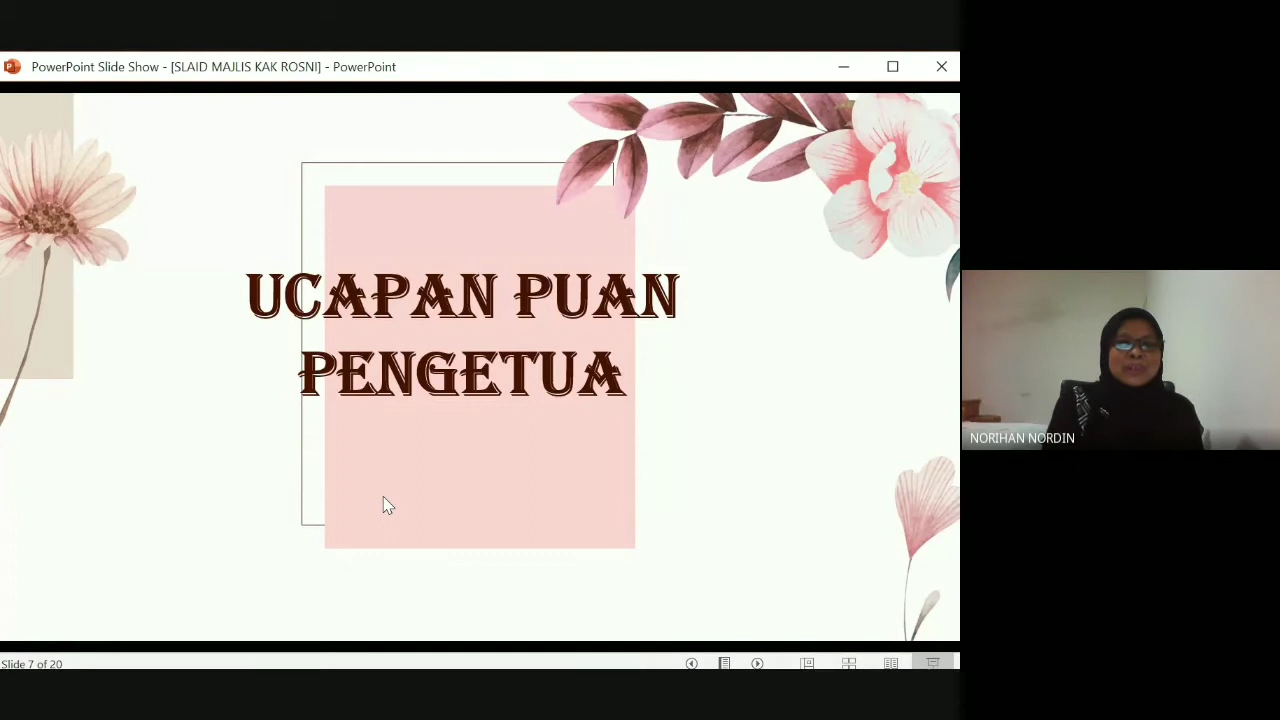 PowerPoint Slide Show - [SLAID MAJLIS KAK ROSNI] - PowerPoint
UCAPAN PUAN
PENGETUA
NORIHAN NORDIN
Slide 7 of 20